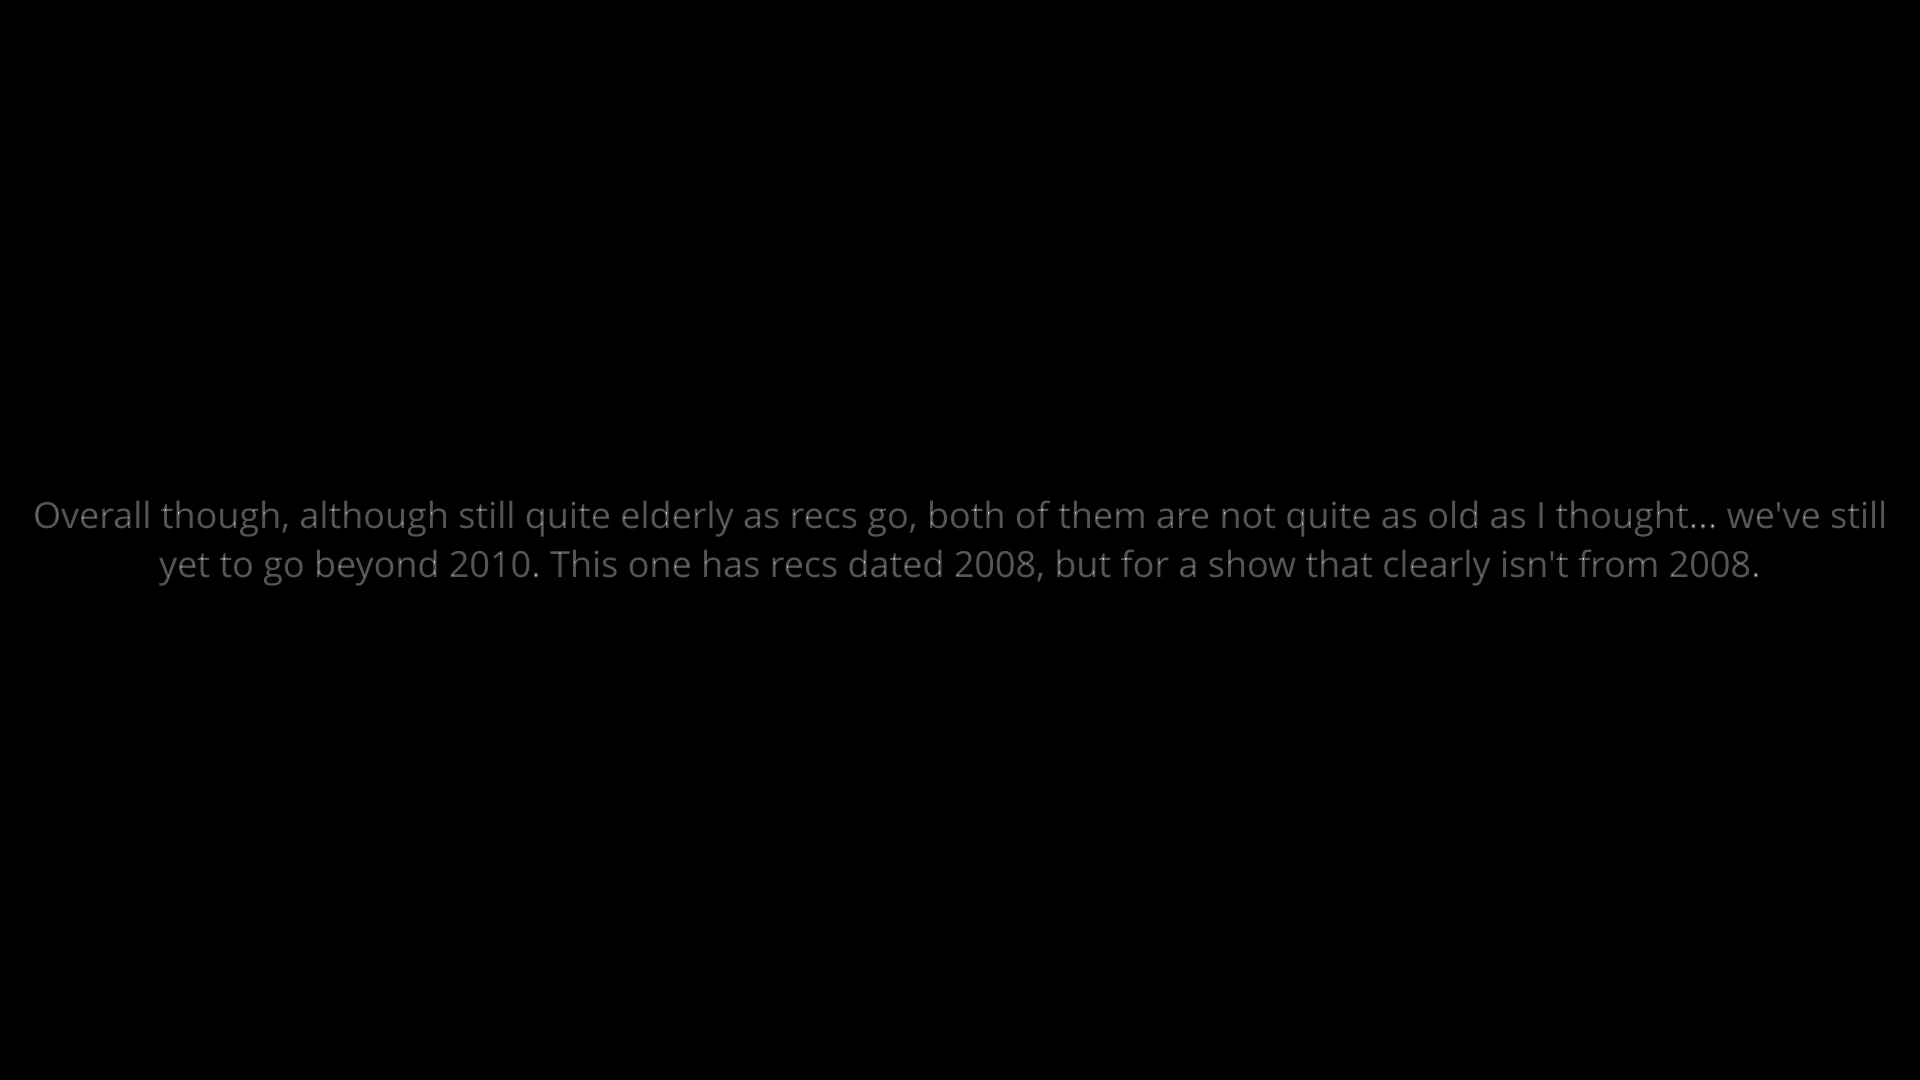 Overall though, although still quite elderly as recs go, both of them are not quite as old as I thought... we've still
yet to go beyond 2010. This one has recs dated 2008, but for a show that clearly isn't from 2008.